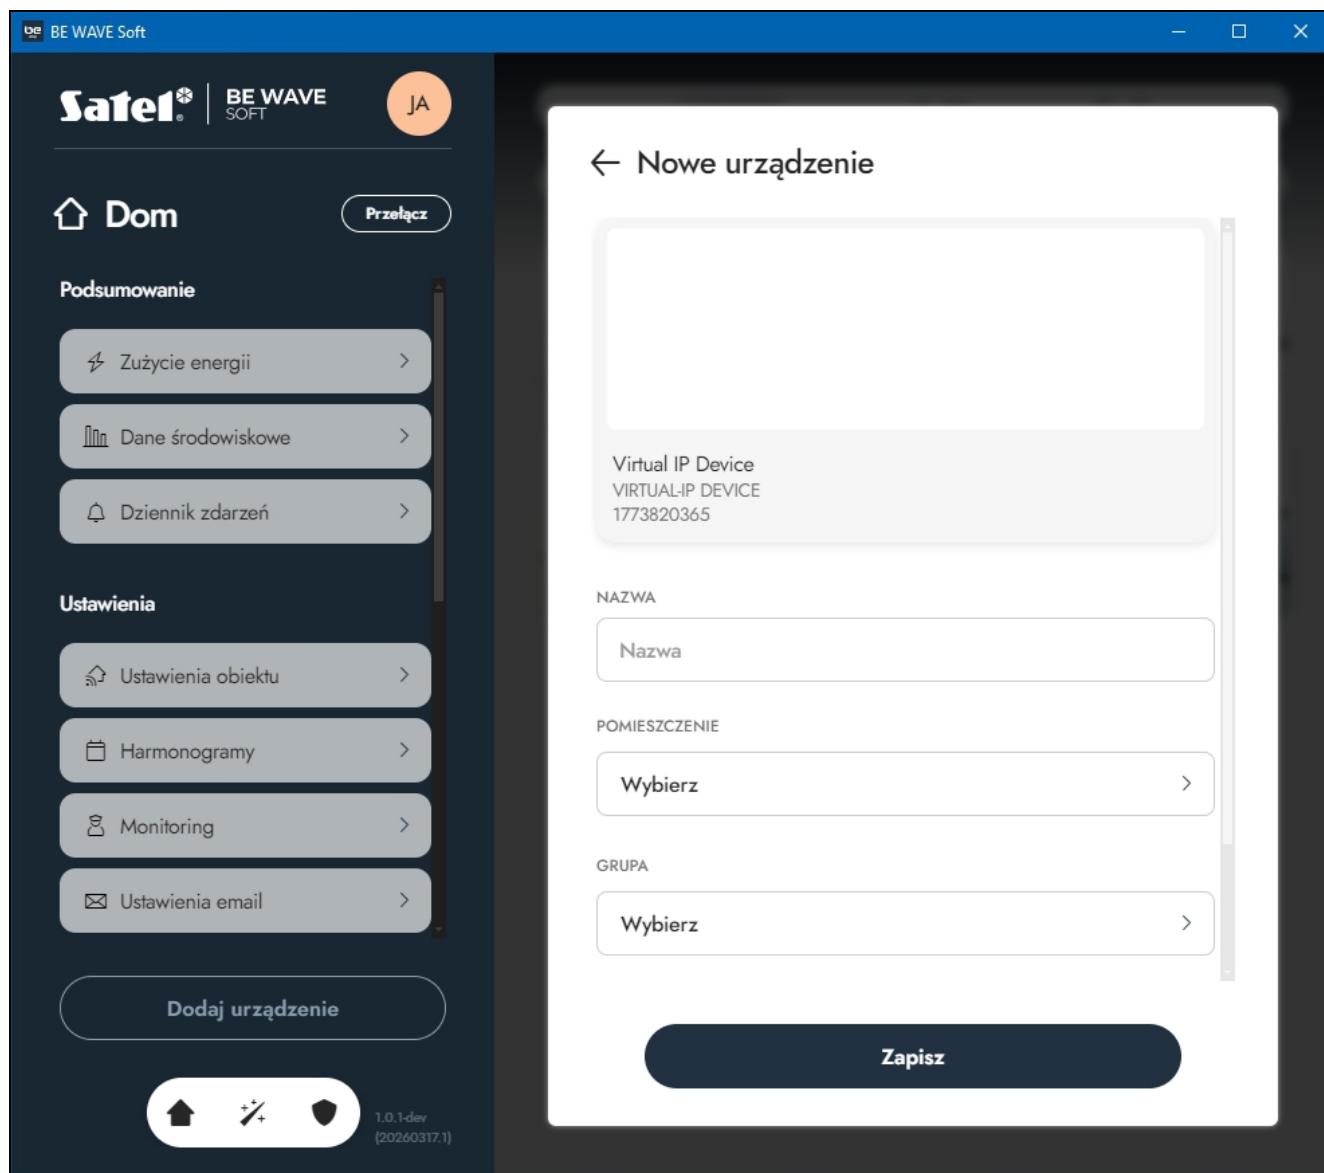 BE WAVE Soft
Satel® BE WAVE SOFT JA
Dom Przełącz
Podsumowanie
Zużycie energii
Dane środowiskowe
Dziennik zdarzeń
Ustawienia
Ustawienia obiektu
Harmonogramy
Monitoring
Ustawienia email
Dodaj urządzenie
1.0.1-dev
(20260317.1)
Nowe urządzenie
Virtual IP Device
VIRTUAL-IP DEVICE
1773820365
NAZWA
Nazwa
POMIESZCZENIE
Wybierz
GRUPA
Wybierz
Zapisz